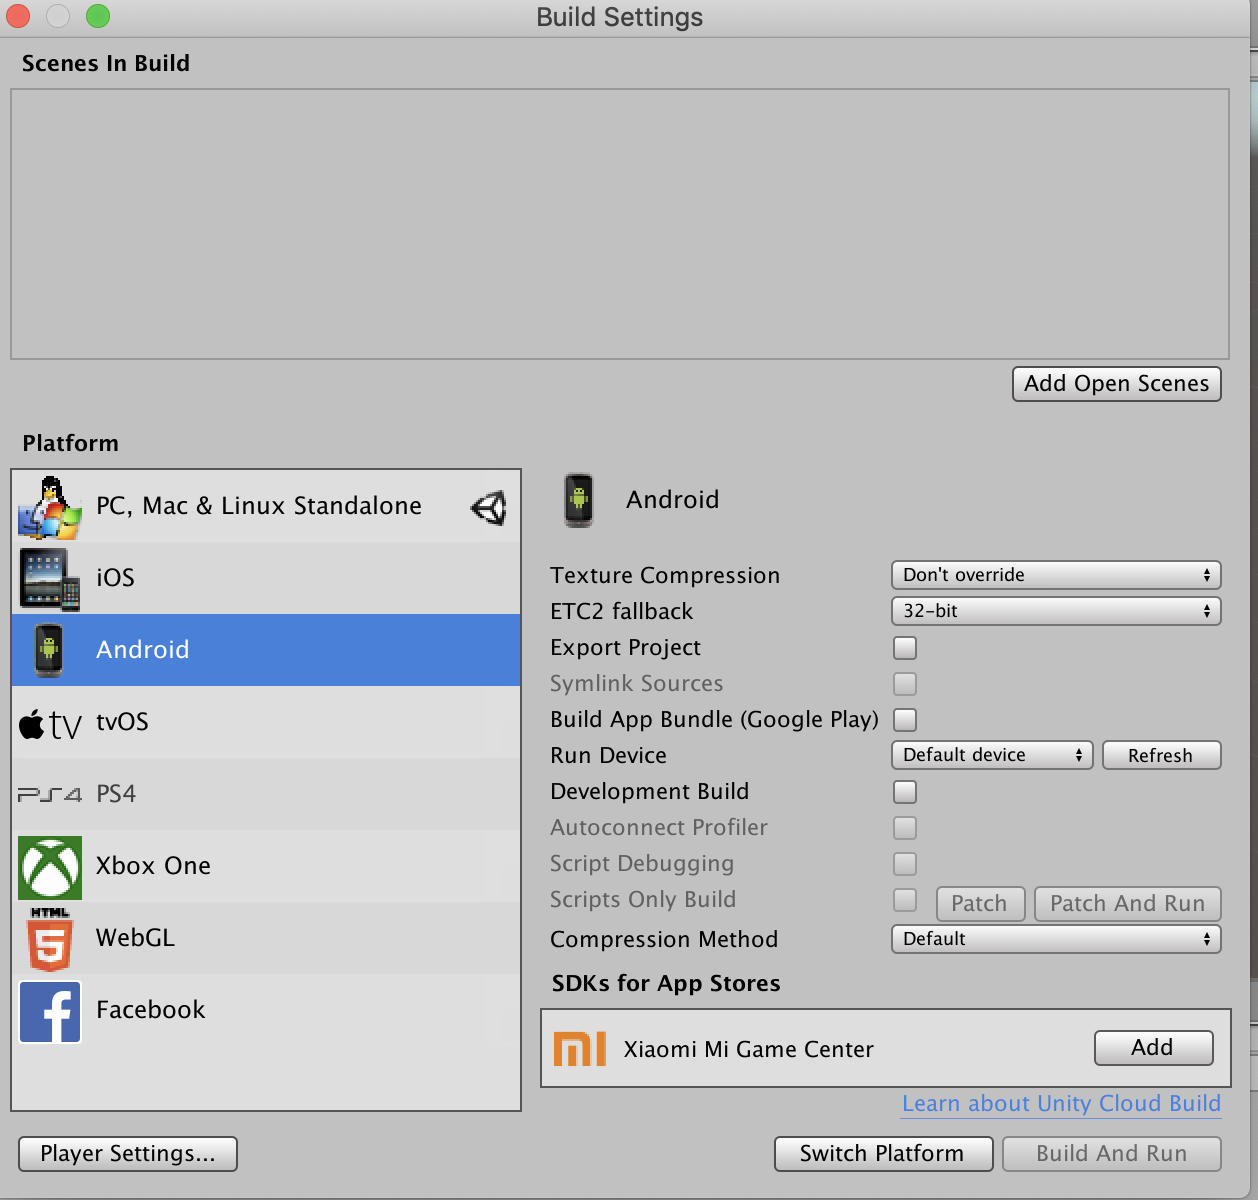 Build Settings
Scenes In Build
Add Open Scenes
Platform
PC, Mac & Linux Standalone
iOS
Android
tv tvOS
PS4 PS4
Xbox One
HTML 5 WebGL
f Facebook
Android
Texture Compression Don't override
ETC2 fallback 32-bit
Export Project
Symlink Sources
Build App Bundle (Google Play)
Run Device Default device Refresh
Development Build
Autoconnect Profiler
Script Debugging
Scripts Only Build Patch Patch And Run
Compression Method Default
SDKs for App Stores
MI Xiaomi Mi Game Center Add
Learn about Unity Cloud Build
Player Settings... Switch Platform Build And Run